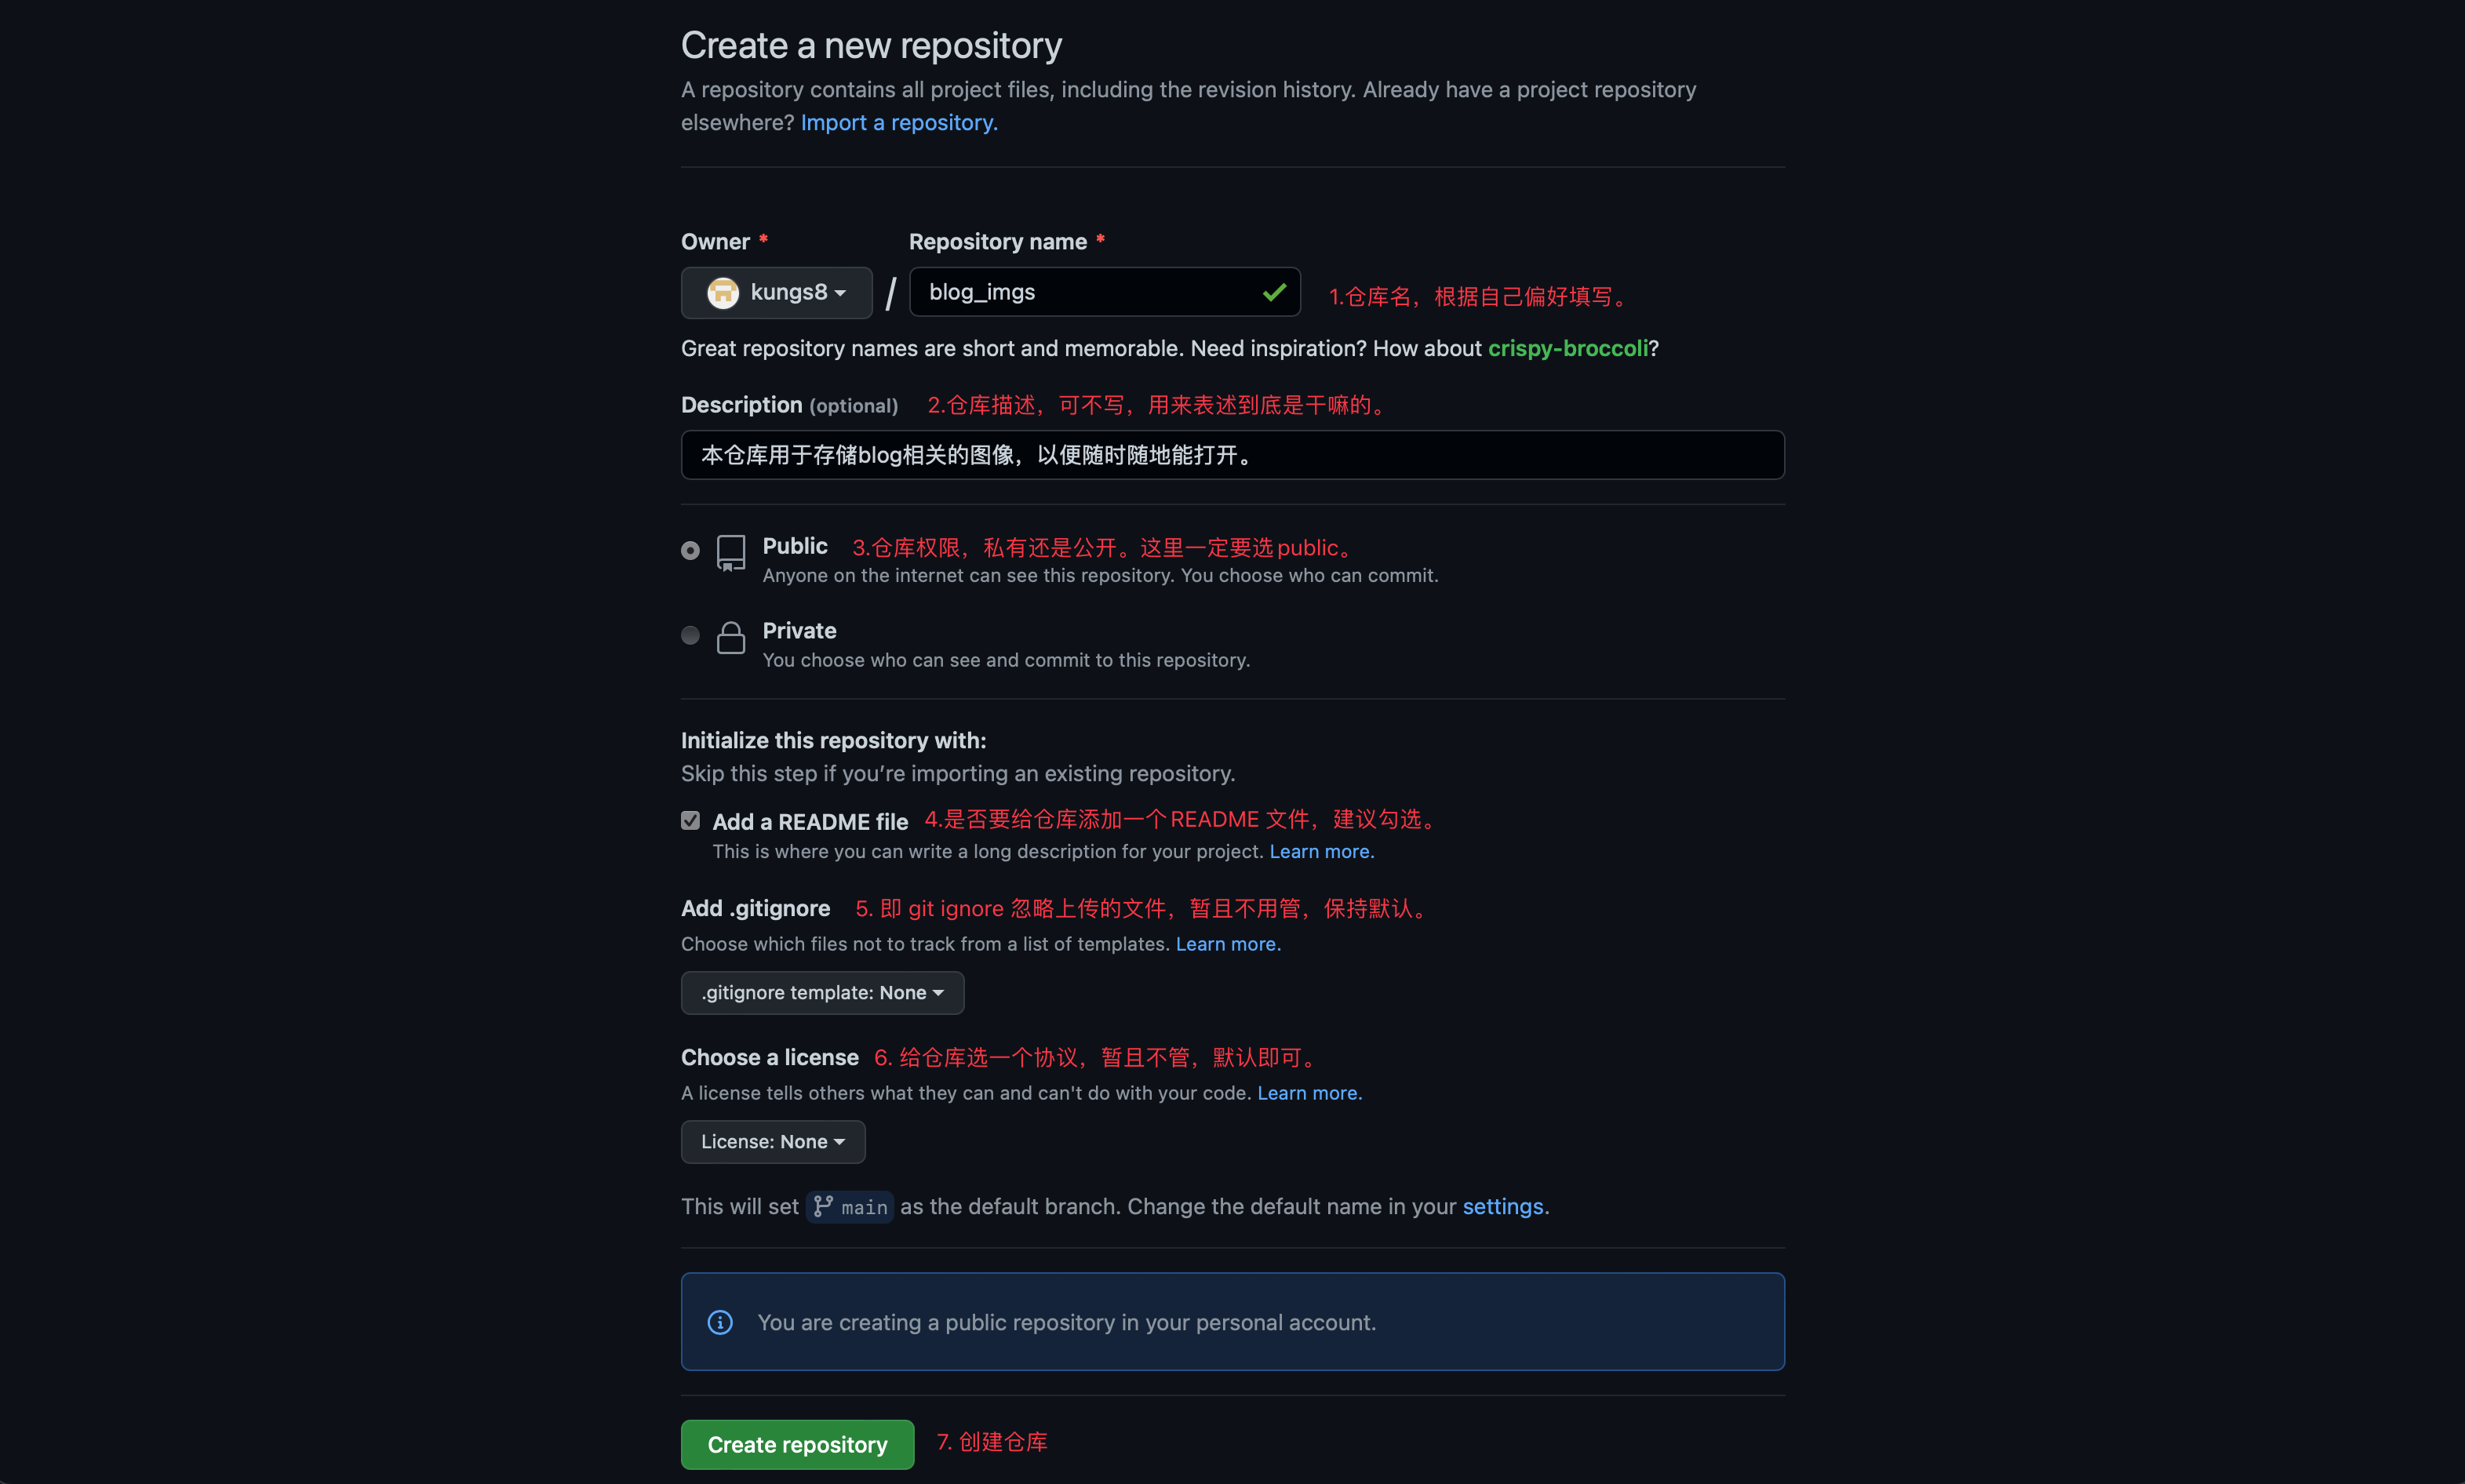 Create a new repository
A repository contains all project files, including the revision history. Already have a project repository
elsewhere? Import a repository.
Owner * Repository name *
kungs8 / blog_imgs 1.仓库名，根据自己偏好填写。
Great repository names are short and memorable. Need inspiration? How about crispy-broccoli?
Description (optional) 2.仓库描述，可不写，用来表述到底是干嘛的。
本仓库用于存储blog相关的图像，以便随时随地能打开。
Public 3.仓库权限，私有还是公开。这里一定要选public。
Anyone on the internet can see this repository. You choose who can commit.
Private
You choose who can see and commit to this repository.
Initialize this repository with:
Skip this step if you’re importing an existing repository.
Add a README file 4.是否要给仓库添加一个README 文件，建议勾选。
This is where you can write a long description for your project. Learn more.
Add .gitignore 5. 即 git ignore 忽略上传的文件，暂且不用管，保持默认。
Choose which files not to track from a list of templates. Learn more.
.gitignore template: None
Choose a license 6. 给仓库选一个协议，暂且不管，默认即可。
A license tells others what they can and can't do with your code. Learn more.
License: None
This will set main as the default branch. Change the default name in your settings.
You are creating a public repository in your personal account.
Create repository 7. 创建仓库